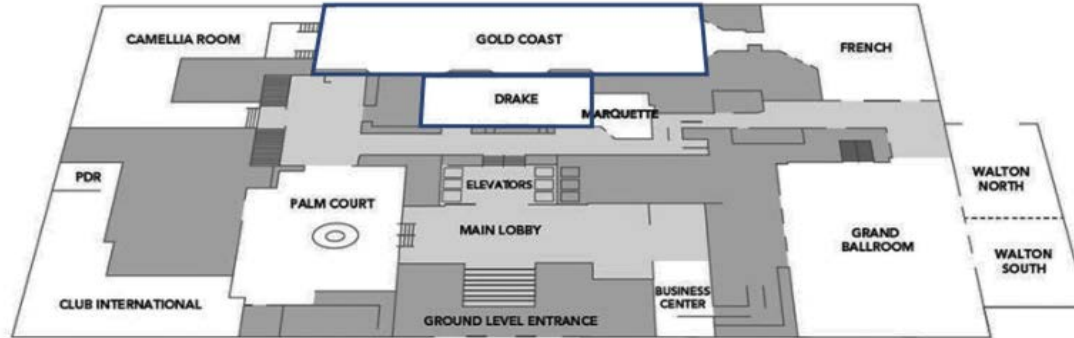 CAMELLIA ROOM
GOLD COAST
FRENCH
DRAKE
MARQUETTE
PDR
ELEVATORS
WALTON
NORTH
PALM COURT
MAIN LOBBY
GRAND
BALLROOM
WALTON
SOUTH
CLUB INTERNATIONAL
BUSINESS
CENTER
GROUND LEVEL ENTRANCE